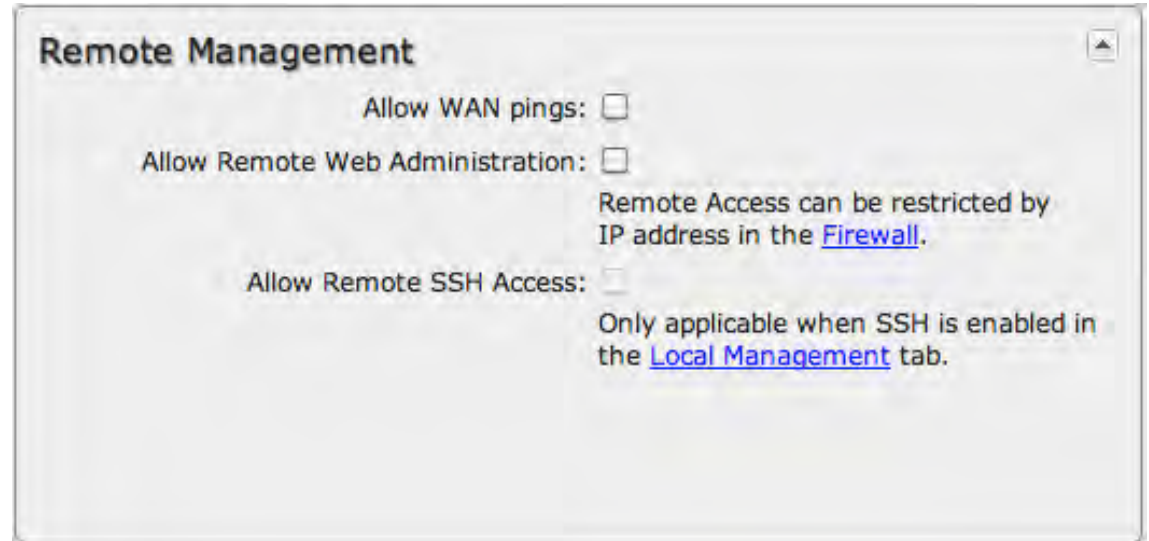 Remote Management
Allow WAN pings:
Allow Remote Web Administration:
Remote Access can be restricted by
IP address in the Firewall.
Allow Remote SSH Access:
Only applicable when SSH is enabled in
the Local Management tab.